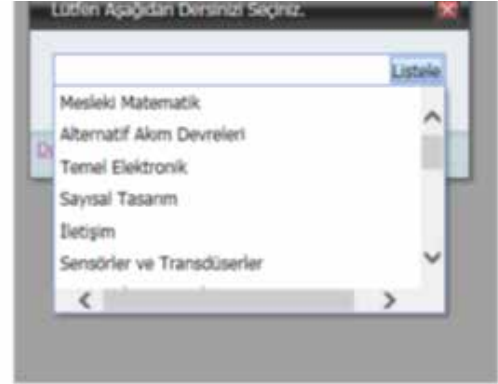 Lütfen Aşağıdan Dersinizi Seçiniz.
Listele
Mesleki Matematik
Alternatif Akım Devreleri
Temel Elektronik
Sayısal Tasarım
İletişim
Sensörler ve Transdüserler